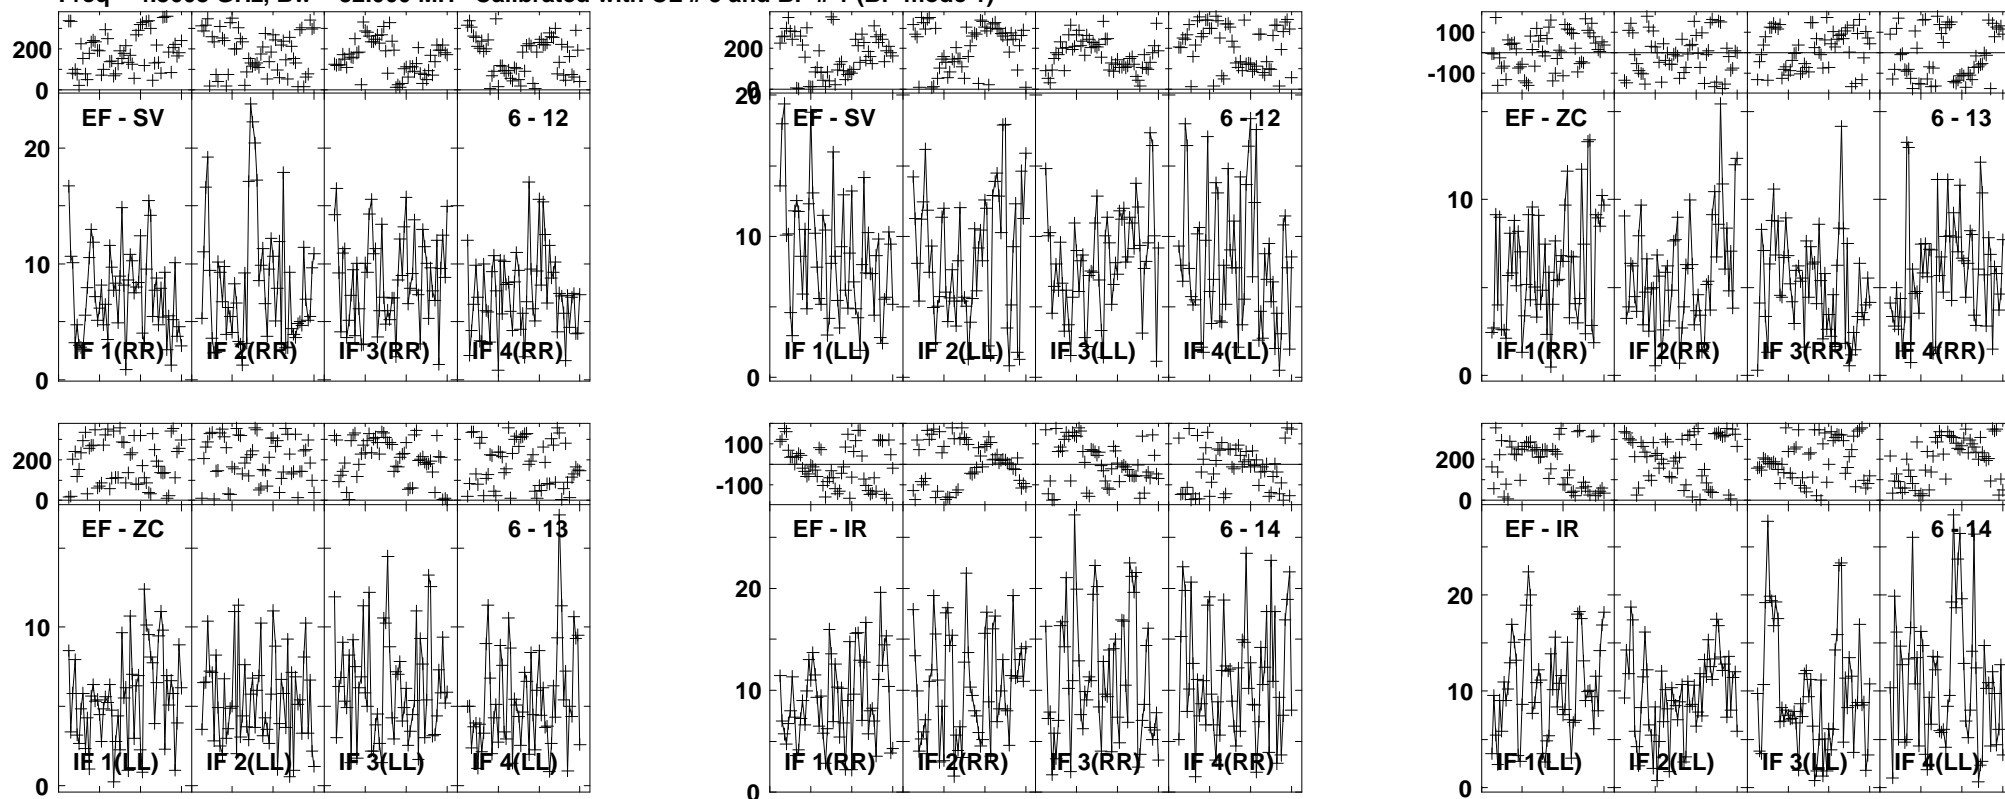 200
0
200
0
100
-100
EF - SV
6 - 12
20
10
0
IF 1(RR)
IF 2(RR)
IF 3(RR)
IF 4(RR)
EF - SV
6 - 12
20
10
0
IF 1(LL)
IF 2(LL)
IF 3(LL)
IF 4(LL)
EF - ZC
6 - 13
10
0
IF 1(RR)
IF 2(RR)
IF 3(RR)
IF 4(RR)
200
0
100
-100
200
0
EF - ZC
6 - 13
10
0
IF 1(LL)
IF 2(LL)
IF 3(LL)
IF 4(LL)
EF - IR
6 - 14
20
10
0
IF 1(RR)
IF 2(RR)
IF 3(RR)
IF 4(RR)
EF - IR
6 - 14
20
10
0
IF 1(LL)
IF 2(LL)
IF 3(LL)
IF 4(LL)